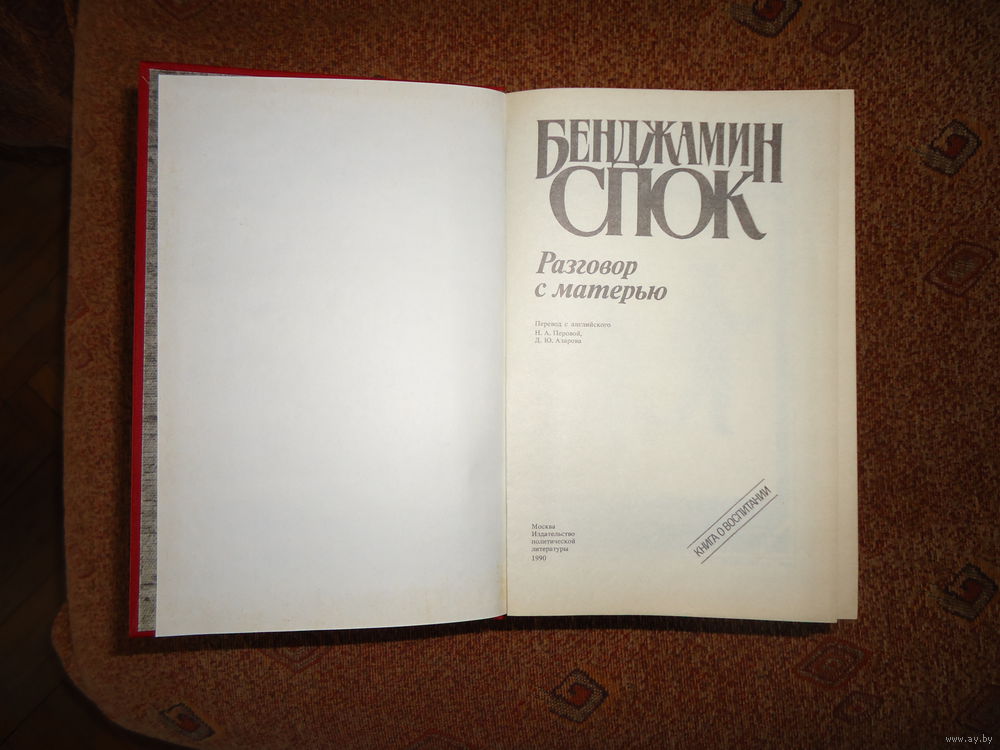 БЕНДЖАМИН
СПОК
Разговор
с матерью
Перевод с английского
Н. А. Перовой,
Д. Ю. Азарова
Москва
Издательство
политической
литературы
1990
КНИГА О ВОСПИТАНИИ
www.ay.by